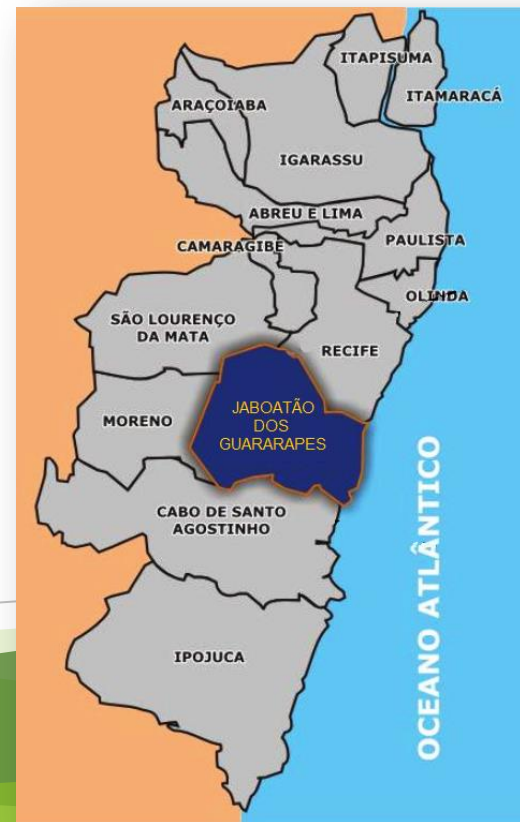 ITAPISUMA
ITAMARACÁ
ARAÇOIABA
IGARASSU
ABREU E LIMA
CAMARAGIBE
PAULISTA
OLINDA
SÃO LOURENÇO
DA MATA
RECIFE
JABOATÃO
DOS
GUARARAPES
MORENO
CABO DE SANTO
AGOSTINHO
IPOJUCA
OCEANO ATLÂNTICO